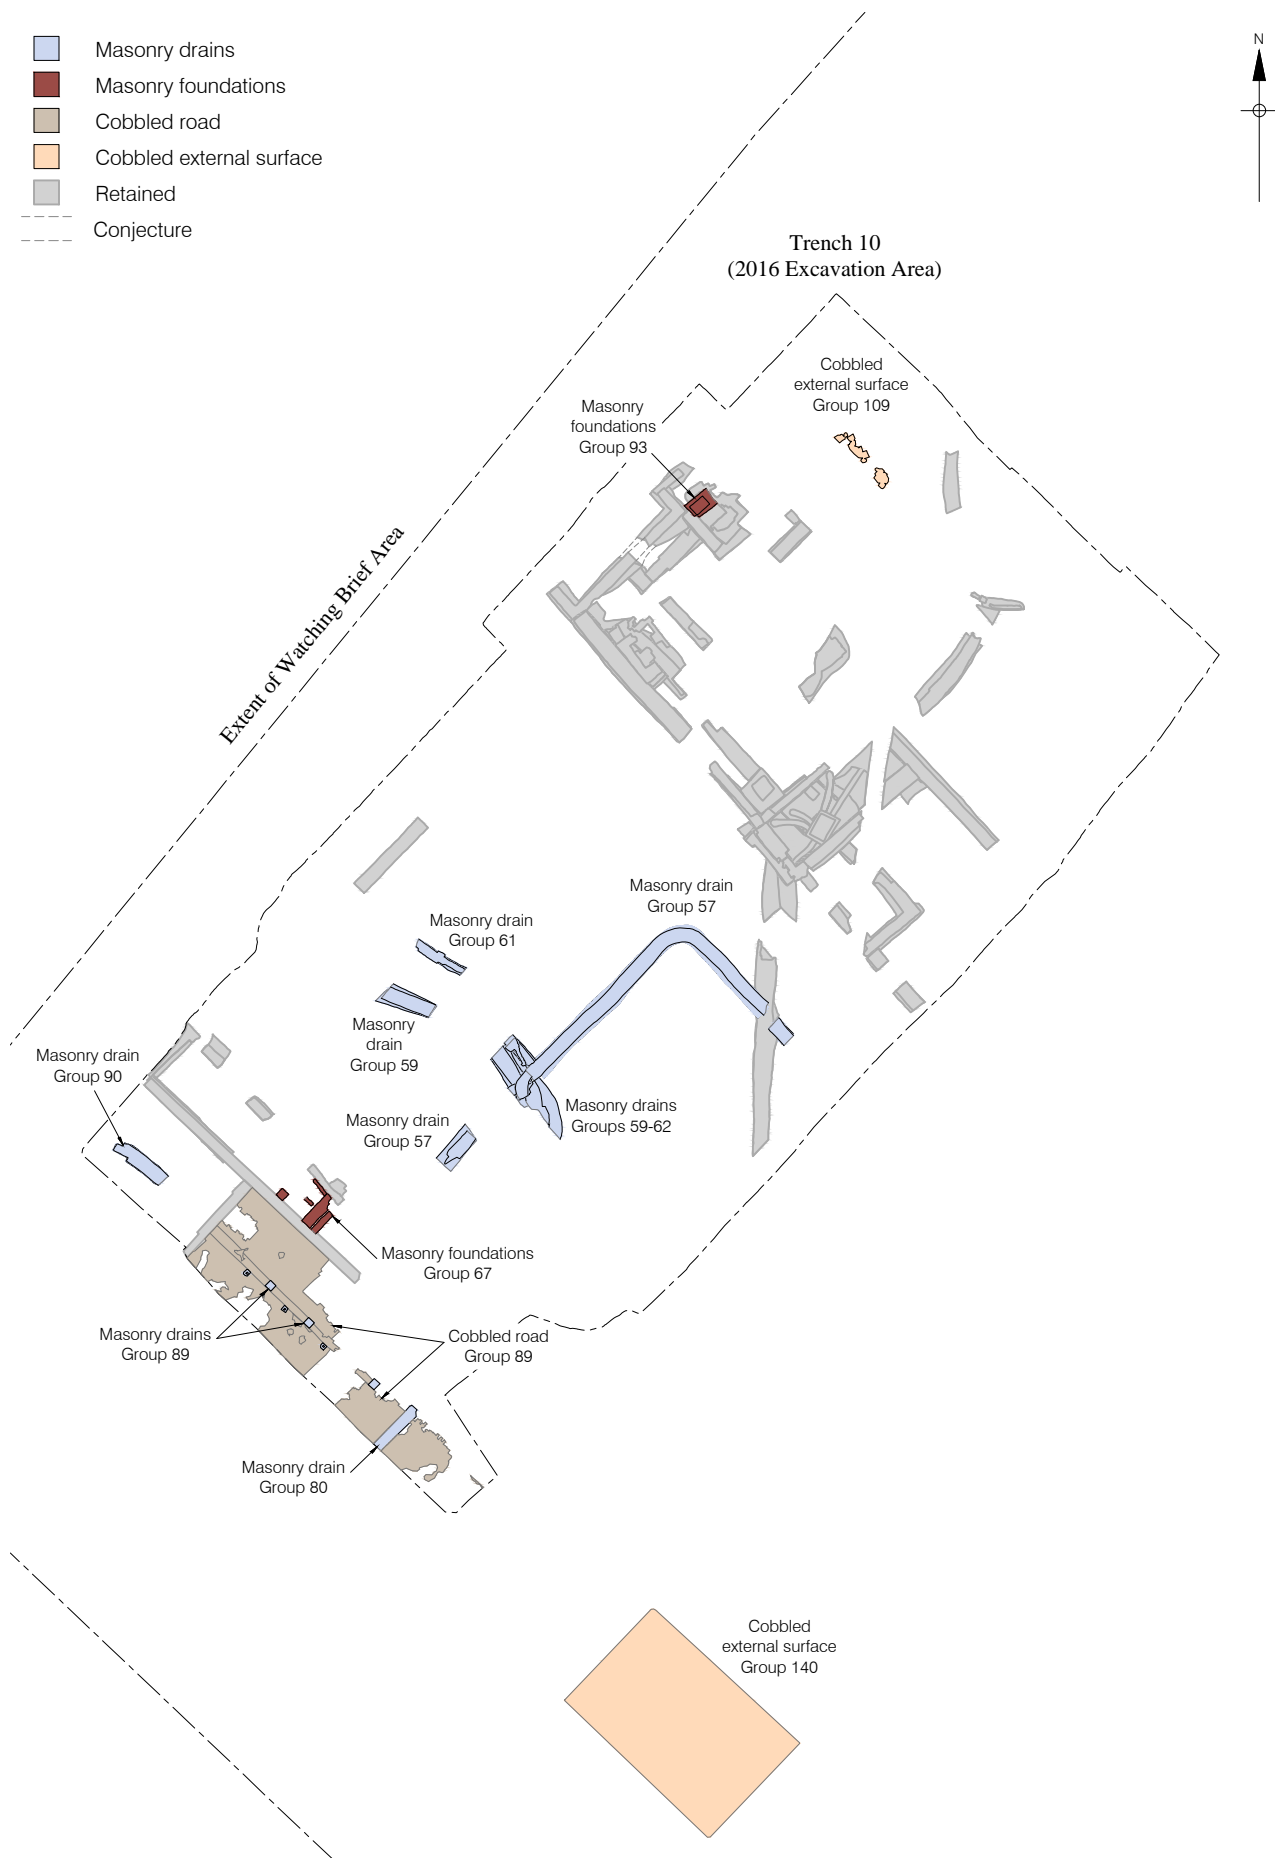 Masonry drains
Masonry foundations
Cobbled road
Cobbled external surface
Retained
Conjecture
N
Trench 10
(2016 Excavation Area)
Cobbled
external surface
Group 109
Masonry
foundations
Group 93
Extent of Watching Brief Area
Masonry drain
Group 57
Masonry drain
Group 61
Masonry
drain
Group 59
Masonry drain
Group 90
Masonry drains
Groups 59-62
Masonry drain
Group 57
Masonry foundations
Group 67
Masonry drains
Group 89
Cobbled road
Group 89
Masonry drain
Group 80
Cobbled
external surface
Group 140